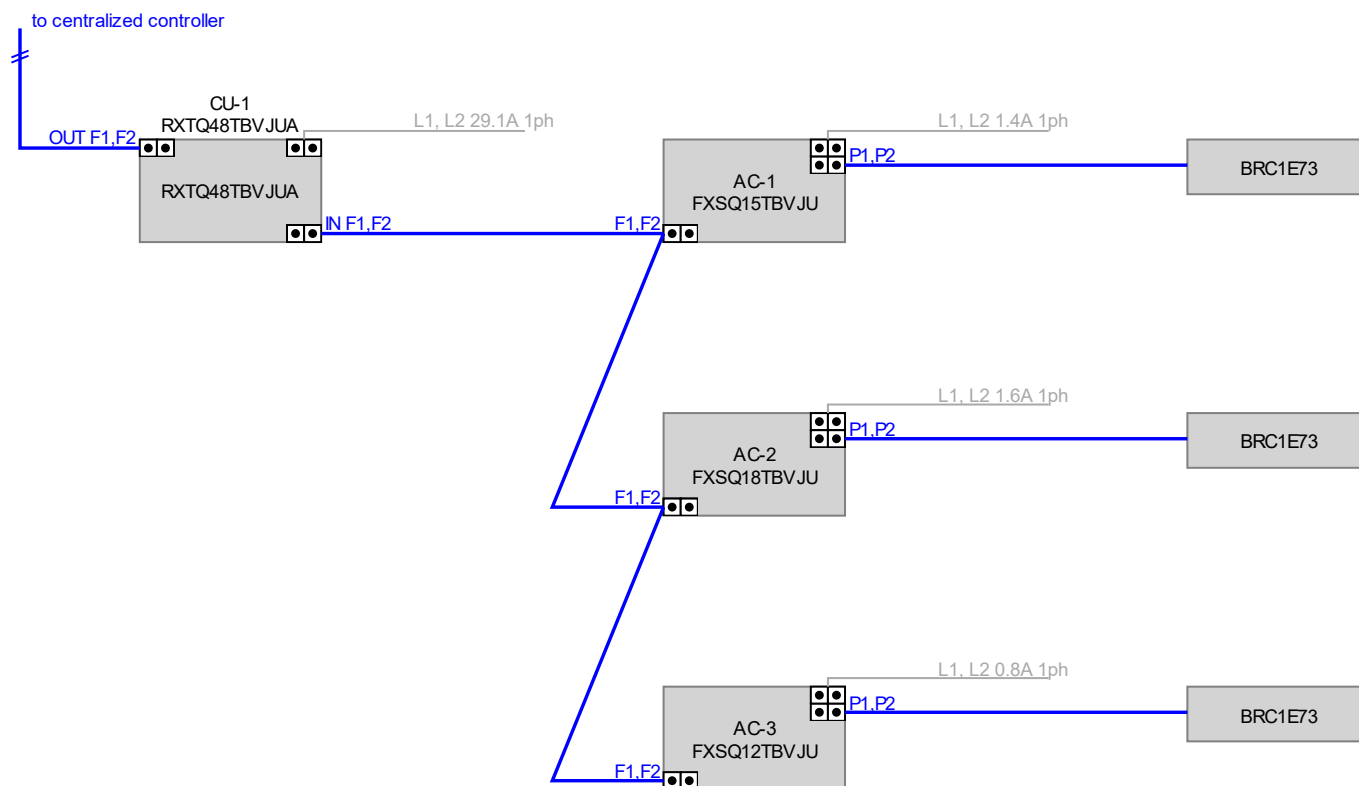 to centralized controller
CU-1
RXTQ48TBVJUA
L1, L2 29.1A 1ph
OUT F1,F2
RXTQ48TBVJUA
IN F1,F2
L1, L2 1.4A 1ph
P1,P2
AC-1
FXSQ15TBVJU
F1,F2
BRC1E73
L1, L2 1.6A 1ph
P1,P2
AC-2
FXSQ18TBVJU
F1,F2
BRC1E73
L1, L2 0.8A 1ph
P1,P2
AC-3
FXSQ12TBVJU
F1,F2
BRC1E73